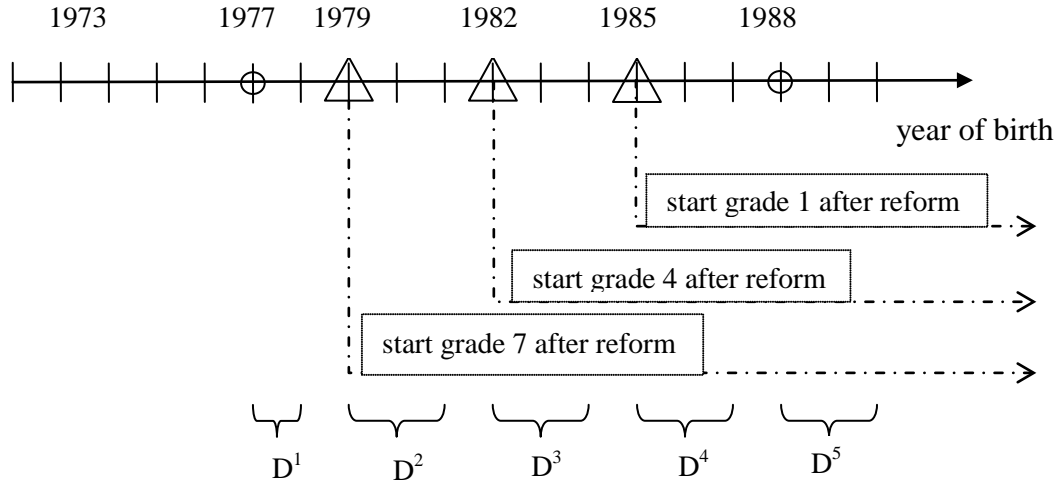 1973 1977 1979 1982 1985 1988
year of birth
start grade 1 after reform
start grade 4 after reform
start grade 7 after reform
D¹ D² D³ D⁴ D⁵